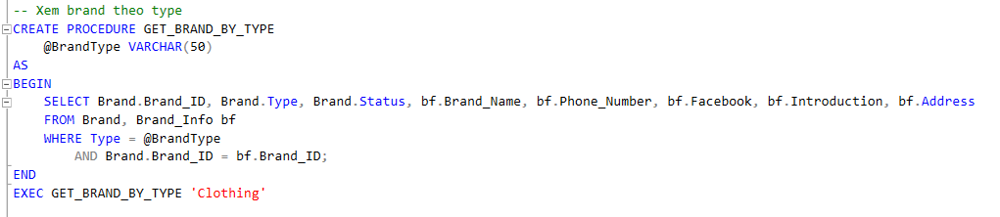 -- Xem brand theo type
CREATE PROCEDURE GET_BRAND_BY_TYPE
    @BrandType VARCHAR(50)
AS
BEGIN
    SELECT Brand.Brand_ID, Brand.Type, Brand.Status, bf.Brand_Name, bf.Phone_Number, bf.Facebook, bf.Introduction, bf.Address
    FROM Brand, Brand_Info bf
    WHERE Type = @BrandType
        AND Brand.Brand_ID = bf.Brand_ID;
END
EXEC GET_BRAND_BY_TYPE 'Clothing'